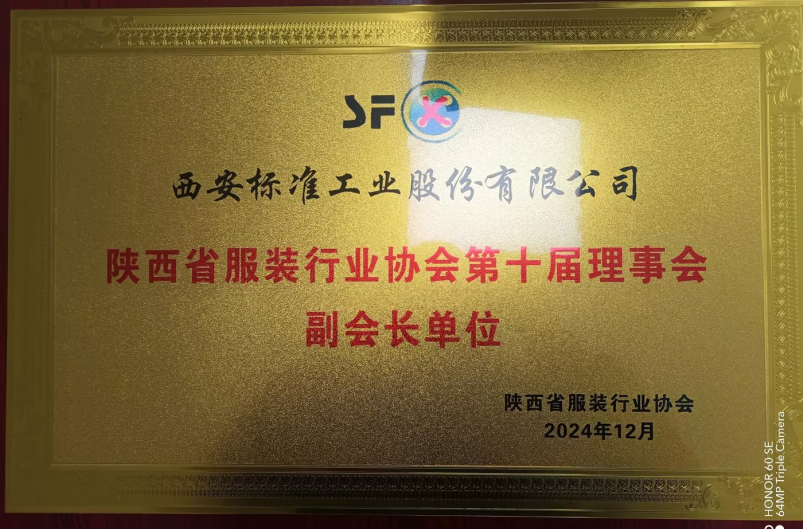 SF
西安标准工业股份有限公司
陕西省服装行业协会第十届理事会
副会长单位
陕西省服装行业协会
2024年12月
HONOR 60 SE
64MP Triple Camera